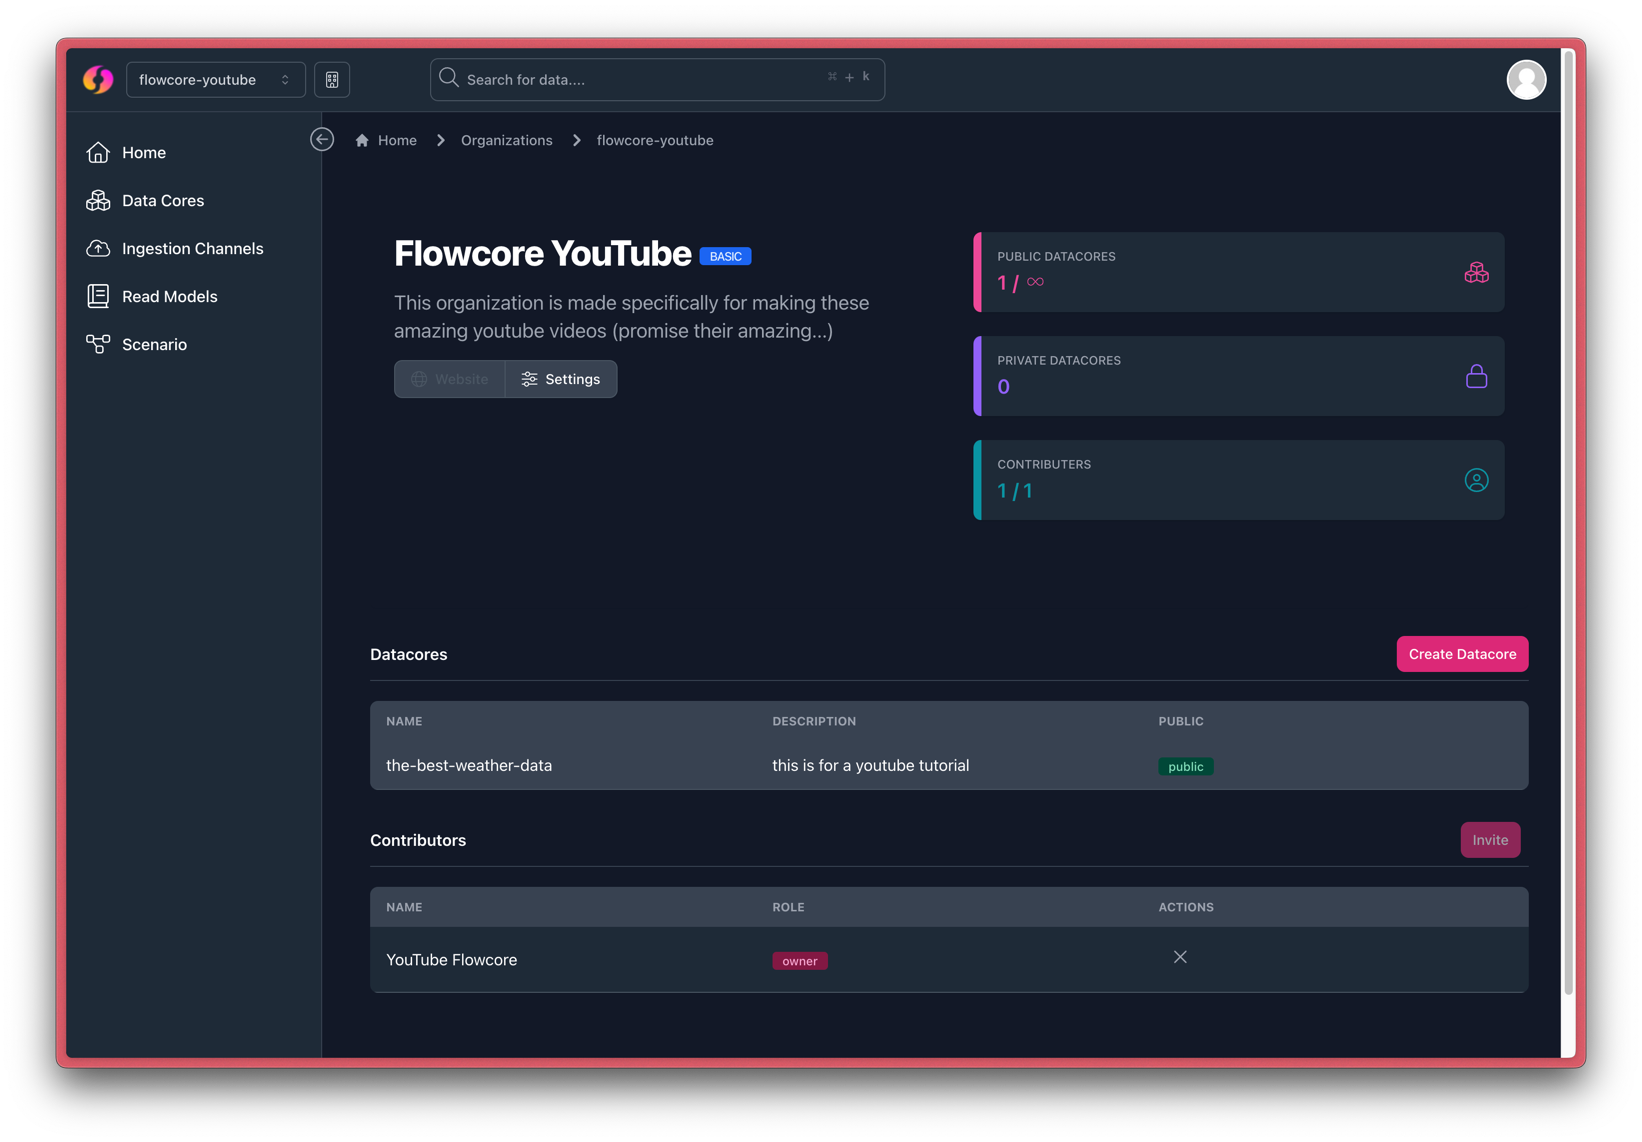 flowcore-youtube
Search for data....
⌘ + k
Home
Data Cores
Ingestion Channels
Read Models
Scenario
Home
Organizations
flowcore-youtube
Flowcore YouTube
BASIC
This organization is made specifically for making these
amazing youtube videos (promise their amazing...)
Website
Settings
PUBLIC DATACORES
1 / ∞
PRIVATE DATACORES
0
CONTRIBUTERS
1 / 1
Datacores
Create Datacore
NAME DESCRIPTION PUBLIC
the-best-weather-data this is for a youtube tutorial public
Contributors
Invite
NAME ROLE ACTIONS
YouTube Flowcore owner